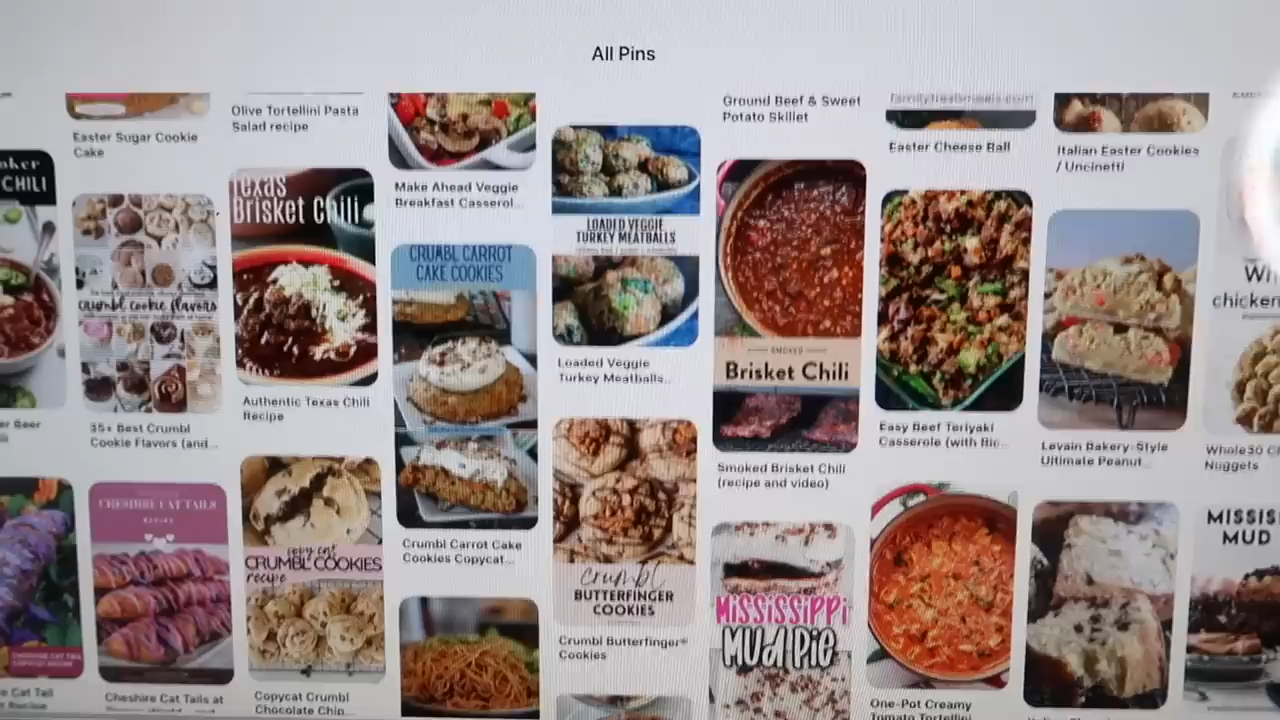 All Pins
CHILI
Easter Sugar Cookie
Cake
crumbl cookie flavors
35+ Best Crumbl
Cookie Flavors (and...
CHESHIRE CAT TAILS
RECIPE
Cheshire Cat Tails at
Olive Tortellini Pasta
Salad recipe
Texas
Brisket Chili
Authentic Texas Chili
Recipe
copy cat
CRUMBL COOKIES
recipe
Copycat Crumbl
Chocolate Chip...
Make Ahead Veggie
Breakfast Casserol...
CRUMBL CARROT
CAKE COOKIES
Crumbl Carrot Cake
Cookies Copycat...
LOADED VEGGIE
TURKEY MEATBALLS
Loaded Veggie
Turkey Meatballs...
crumbl
BUTTERFINGER
COOKIES
Crumbl Butterfinger®
Cookies
Ground Beef & Sweet
Potato Skillet
SMOKED
Brisket Chili
Smoked Brisket Chili
(recipe and video)
MISSISSIPPI
MUD PIE
familyfreshmeals.com
Easter Cheese Ball
Easy Beef Teriyaki
Casserole (with Ric...
One-Pot Creamy
Tomato Tortellini
Italian Easter Cookies
/ Uncinetti
Levain Bakery-Style
Ultimate Peanut...
chicken
Whole30 C
Nuggets
MISSIS
MUD